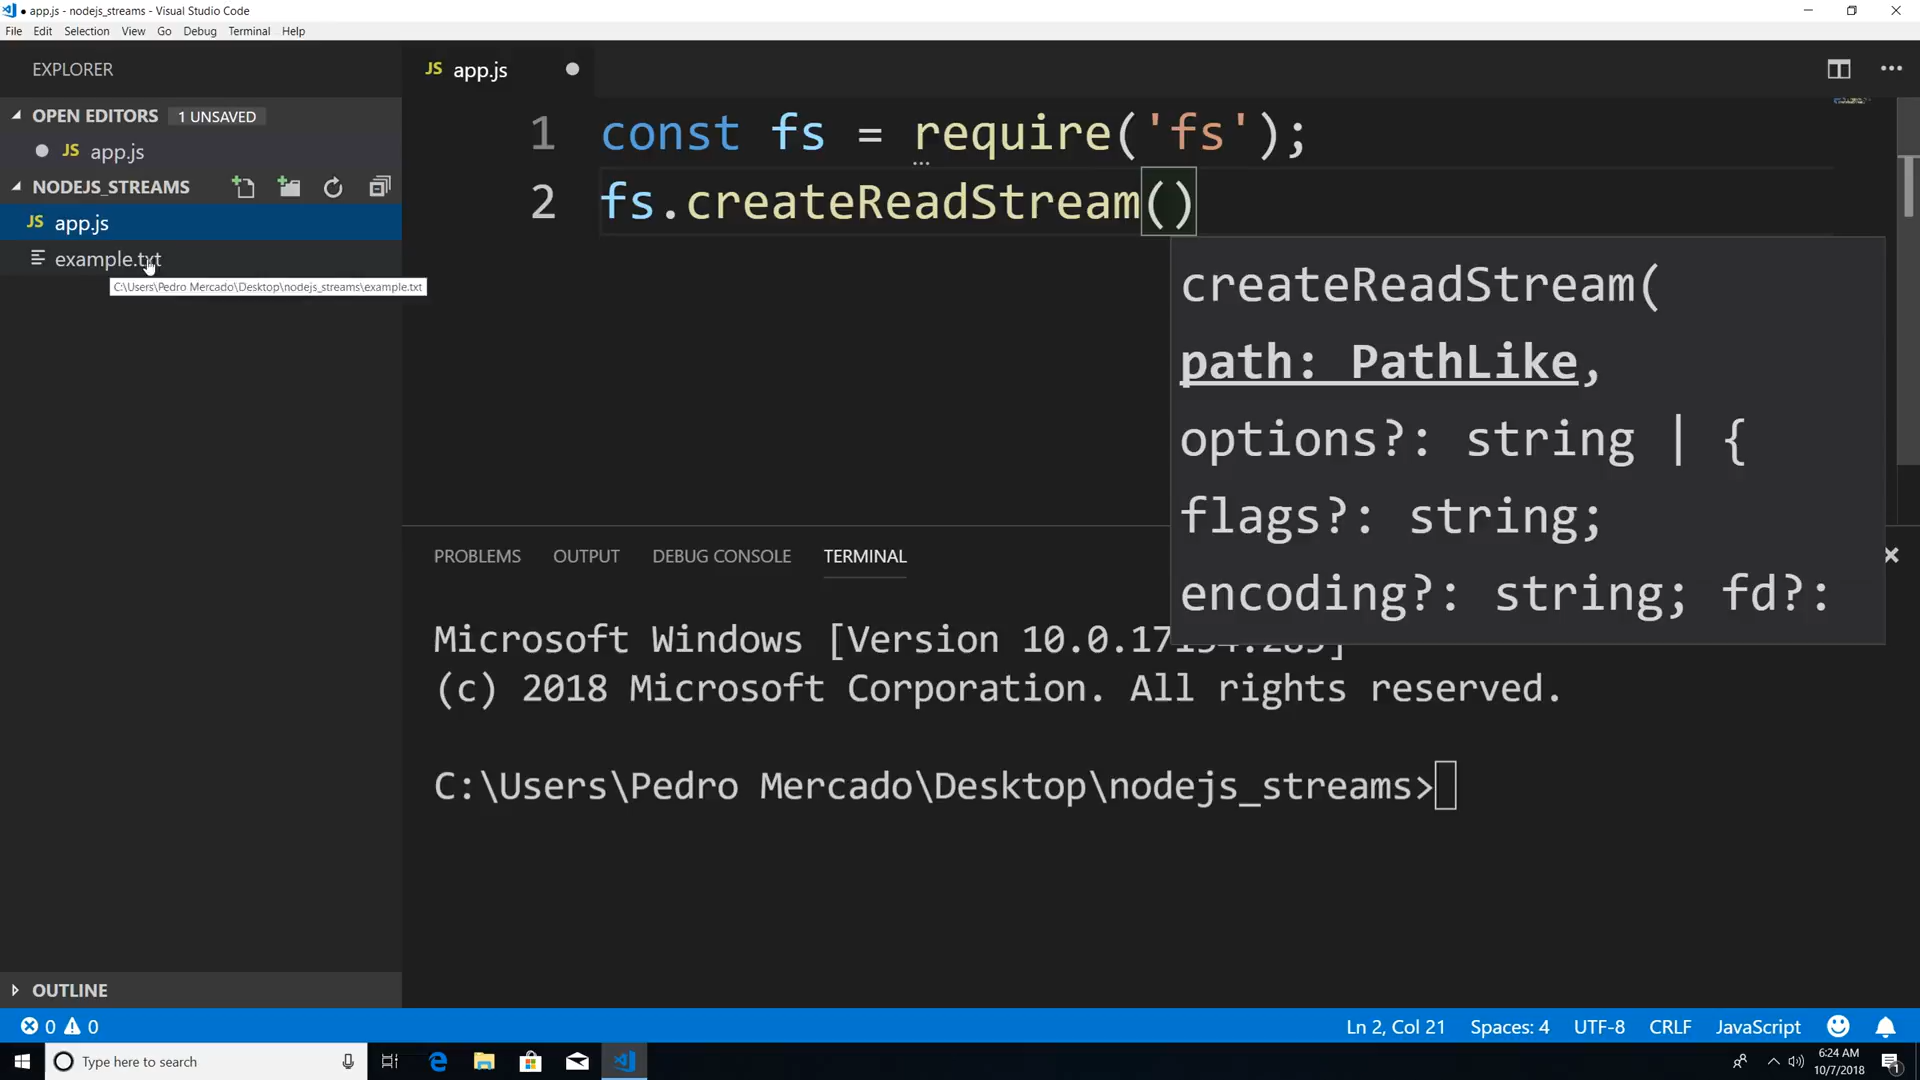 ● app.js - nodejs_streams - Visual Studio Code
File Edit Selection View Go Debug Terminal Help
EXPLORER
OPEN EDITORS 1 UNSAVED
JS app.js
NODEJS_STREAMS
JS app.js
example.txt
C:\Users\Pedro Mercado\Desktop\nodejs_streams\example.txt
OUTLINE
JS app.js
1 const fs = require('fs');
2 fs.createReadStream()
createReadStream(
path: PathLike,
options?: string | {
flags?: string;
encoding?: string; fd?:
PROBLEMS OUTPUT DEBUG CONSOLE TERMINAL
Microsoft Windows [Version 10.0.17134.285]
(c) 2018 Microsoft Corporation. All rights reserved.
C:\Users\Pedro Mercado\Desktop\nodejs_streams>
0 0
Ln 2, Col 21 Spaces: 4 UTF-8 CRLF JavaScript
Type here to search
6:24 AM
10/7/2018
1